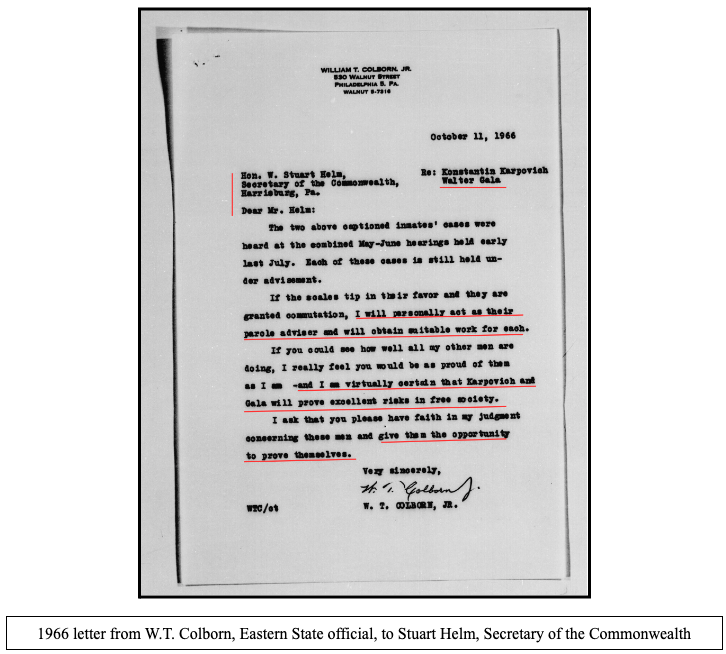 WILLIAM T. COLBORN, JR.
530 WALNUT STREET
PHILADELPHIA 5, PA.
WALNUT 5-7216
October 11, 1966
Hon. W. Stuart Helm,
Secretary of the Commonwealth,
Harrisburg, Pa.
Re: Konstantin Karpovich
Walter Gala
Dear Mr. Helm:
The two above captioned inmates' cases were
heard at the combined May-June hearings held early
last July. Each of these cases is still held un-
der advisement.
If the scales tip in their favor and they are
granted commutation, I will personally act as their
parole adviser and will obtain suitable work for each.
If you could see how well all my other men are
doing, I really feel you would be as proud of them
as I am -and I am virtually certain that Karpovich and
Gala will prove excellent risks in free society.
I ask that you please have faith in my judgment
concerning these men and give them the opportunity
to prove themselves.
Very sincerely,
W. T. Colborn Jr.
W. T. COLBORN, JR.
WTC/ct
1966 letter from W.T. Colborn, Eastern State official, to Stuart Helm, Secretary of the Commonwealth